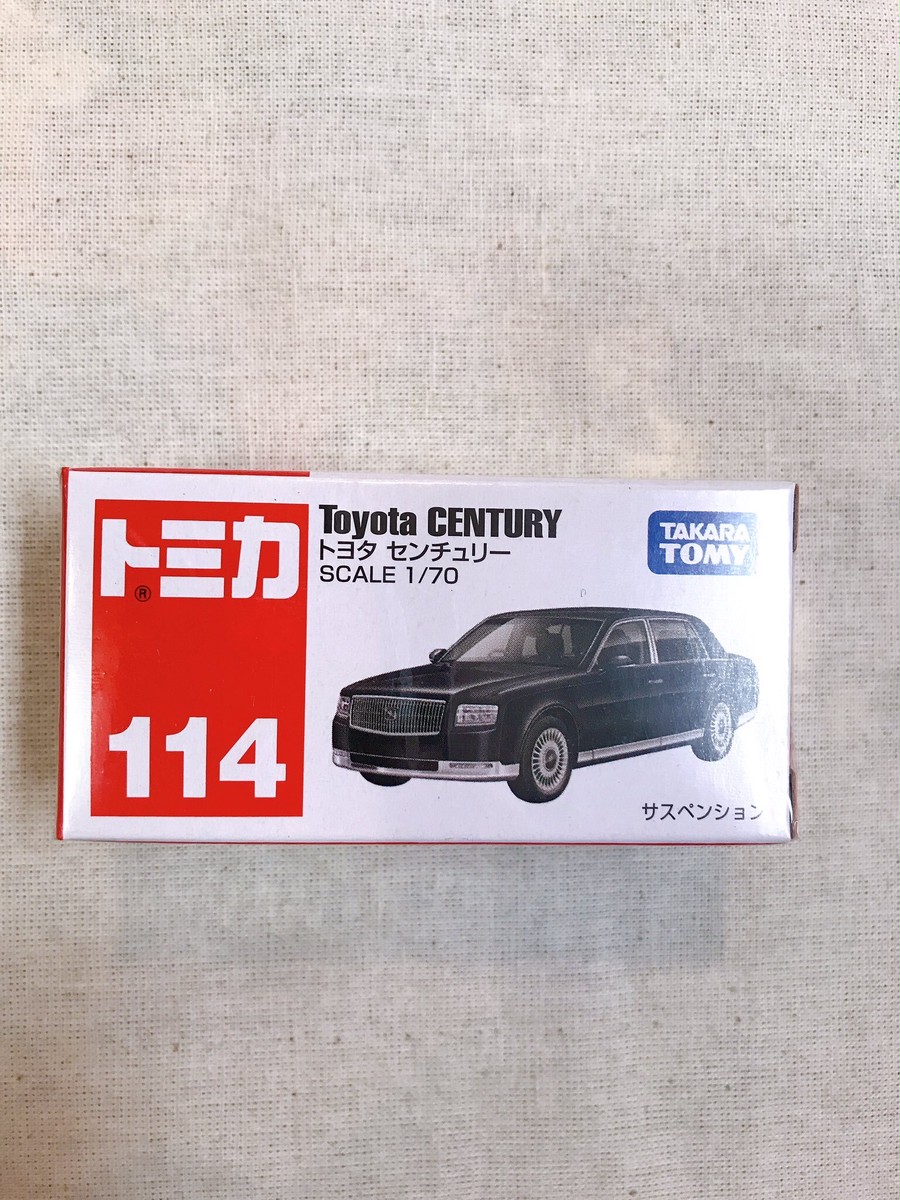 トミカ
®
114
Toyota CENTURY
トヨタ センチュリー
SCALE 1/70
TAKARA
TOMY
サスペンション